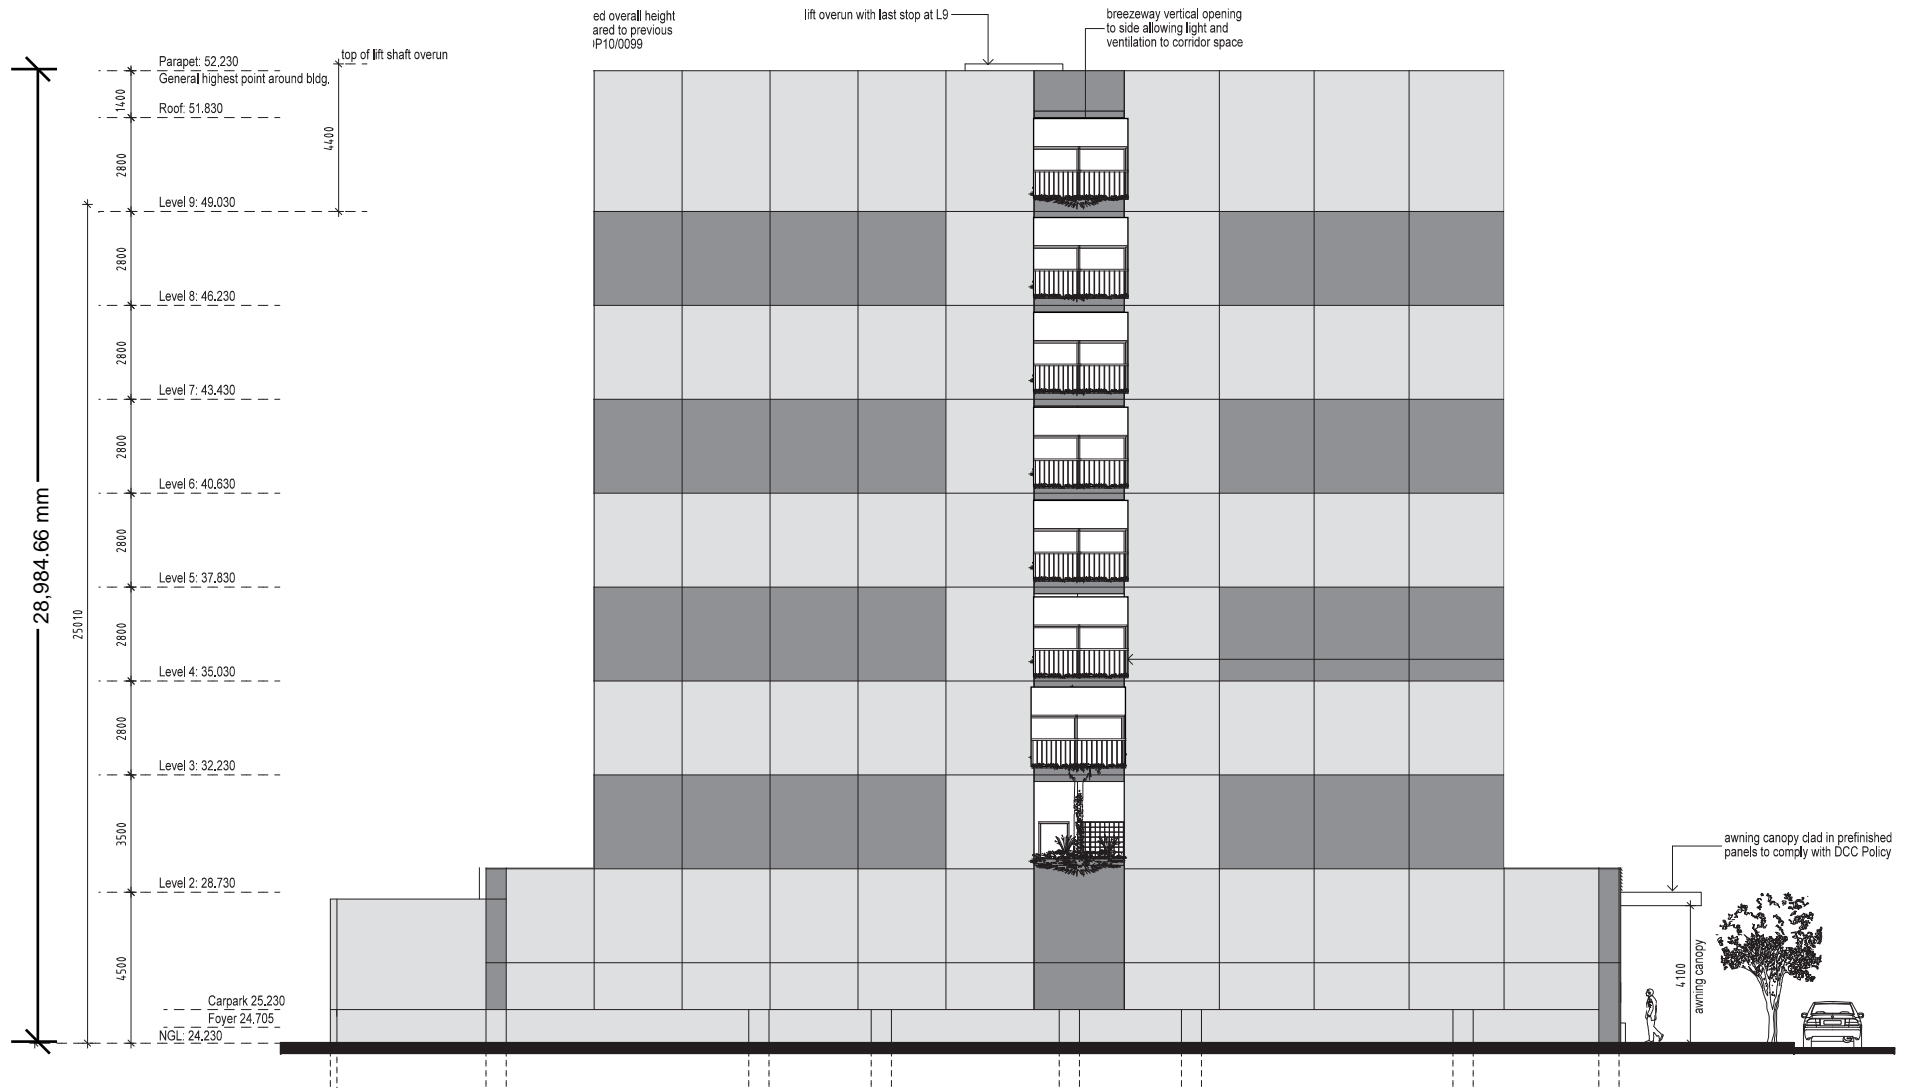 ed overall height
ared to previous
DP10/0099
lift overun with last stop at L9
breezeway vertical opening
to side allowing light and
ventilation to corridor space
top of lift shaft overun
Parapet: 52.230
General highest point around bldg.
1400
Roof: 51.830
4400
2800
Level 9: 49.030
2800
Level 8: 46.230
2800
Level 7: 43.430
2800
Level 6: 40.630
2800
Level 5: 37.830
28,984.66 mm
25010
2800
Level 4: 35.030
2800
Level 3: 32.230
3500
awning canopy clad in prefinished
panels to comply with DCC Policy
Level 2: 28.730
4500
4100
awning canopy
Carpark 25.230
Foyer 24.705
NGL: 24.230